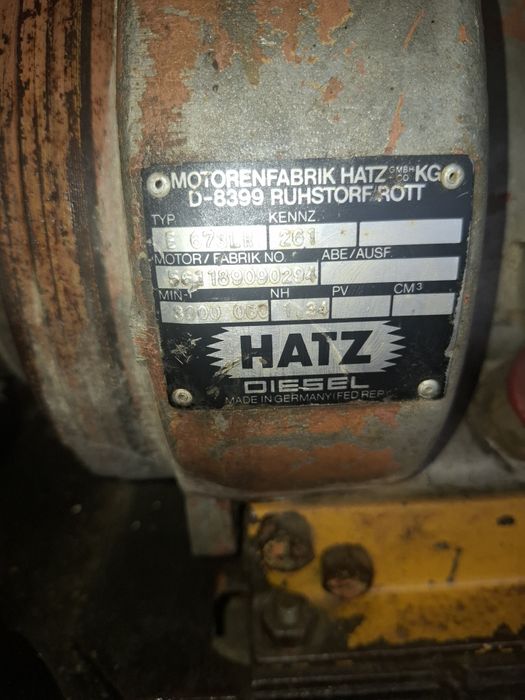 MOTORENFABRIK HATZ GMBH CO KG
D-8399 RUHSTORF/ROTT
TYP KENNZ.
261
MOTOR/FABRIK NO. ABE/AUSF.
MIN-1 NH PV CM³
3000
HATZ
DIESEL
MADE IN GERMANY (FED REP)